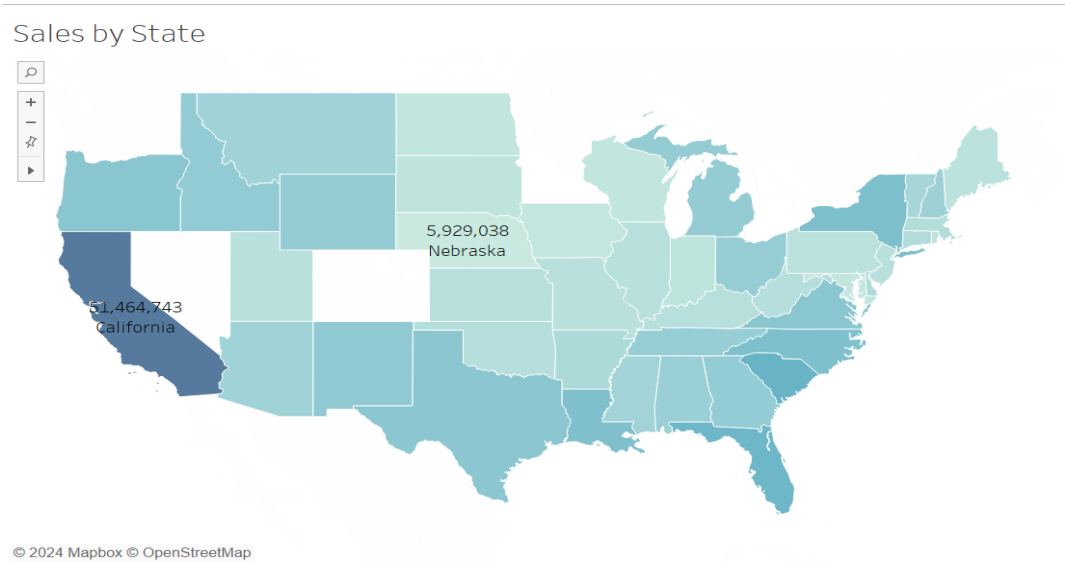 Sales by State
5,929,038
Nebraska
51,464,743
California
© 2024 Mapbox © OpenStreetMap